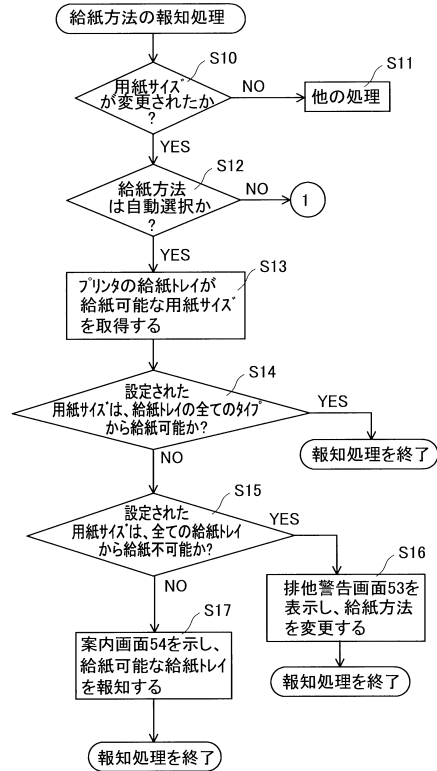 給紙方法の報知処理
S10
用紙サイズ
が変更されたか
?
NO
S11
他の処理
YES
S12
給紙方法
は自動選択か
?
NO
1
YES
S13
プリンタの給紙トレイが
給紙可能な用紙サイズ
を取得する
S14
設定された
用紙サイズは、給紙トレイの全てのタイプ
から給紙可能か?
YES
報知処理を終了
NO
S15
設定された
用紙サイズは、全ての給紙トレイ
から給紙不可能か?
YES
S16
排他警告画面53を
表示し、給紙方法
を変更する
報知処理を終了
NO
S17
案内画面54を示し、
給紙可能な給紙トレイ
を報知する
報知処理を終了